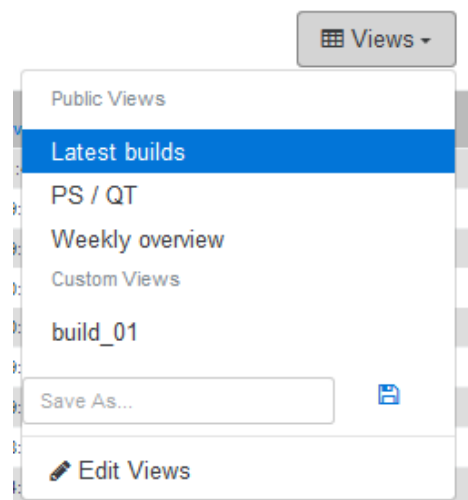 Views
Public Views
Latest builds
PS / QT
Weekly overview
Custom Views
build_01
Save As...
Edit Views